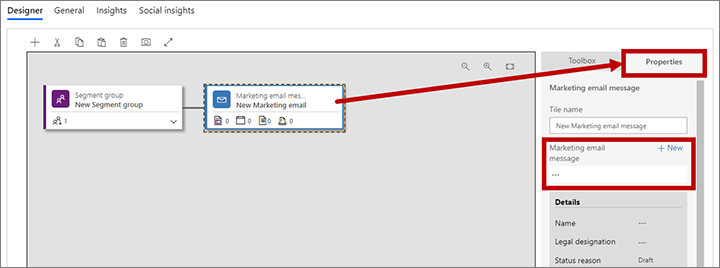 Designer General Insights Social insights
Toolbox Properties
Segment group
New Segment group
1
Marketing email mes...
New Marketing email
0 0 0 0
Marketing email message
Tile name
New Marketing email message
Marketing email + New
message
---
Details
Name ---
Legal designation ---
Status reason Draft